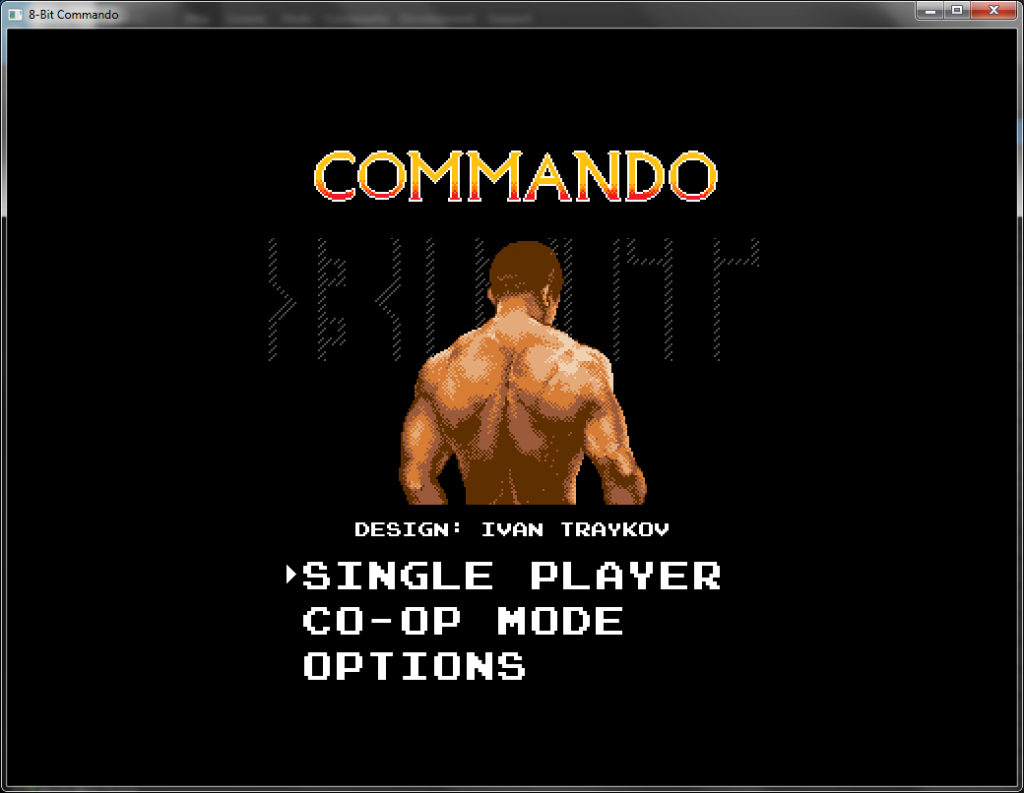 8-Bit Commando
COMMANDO
DESIGN: IVAN TRAYKOV
SINGLE PLAYER
CO-OP MODE
OPTIONS